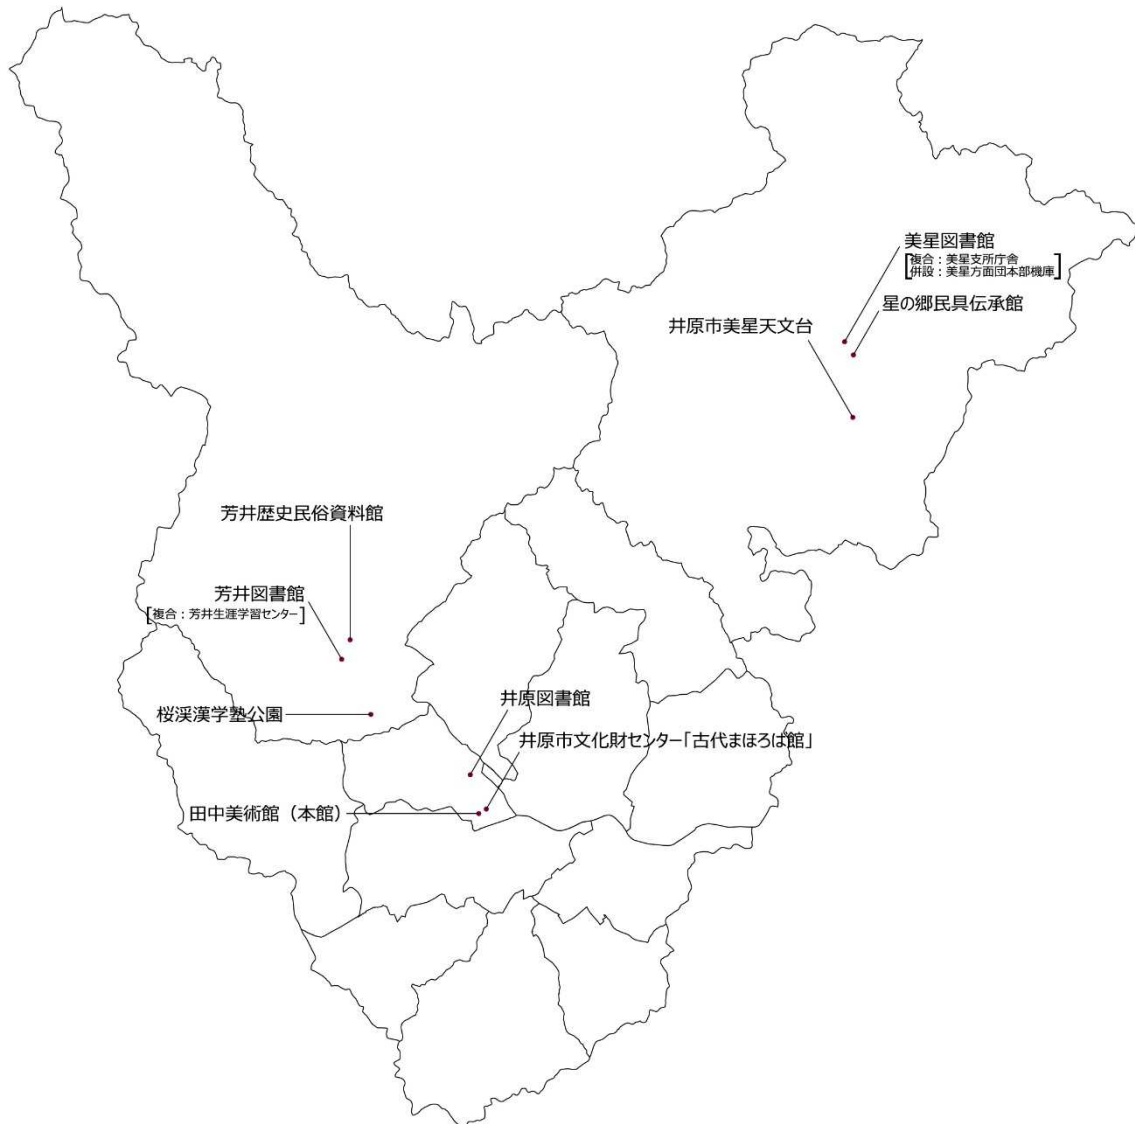 美星図書館
[複合:美星支所庁舎
併設:美星方面団本部機庫]
星の郷民具伝承館
井原市美星天文台
芳井歴史民俗資料館
芳井図書館
[複合:芳井生涯学習センター]
井原図書館
桜渓漢学塾公園
井原市文化財センター「古代まほろば館」
田中美術館(本館)